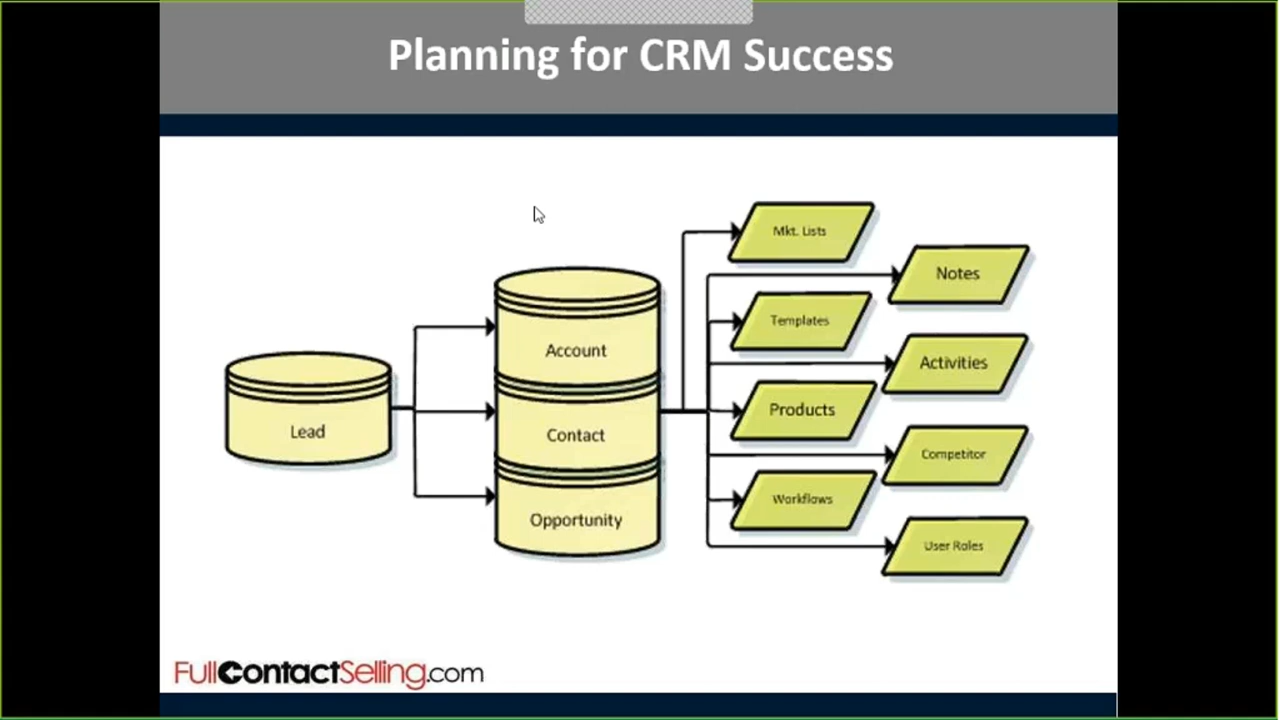 Planning for CRM Success
Mkt. Lists
Notes
Templates
Account
Activities
Lead
Contact
Products
Competitor
Opportunity
Workflows
User Roles
FullContactSelling.com